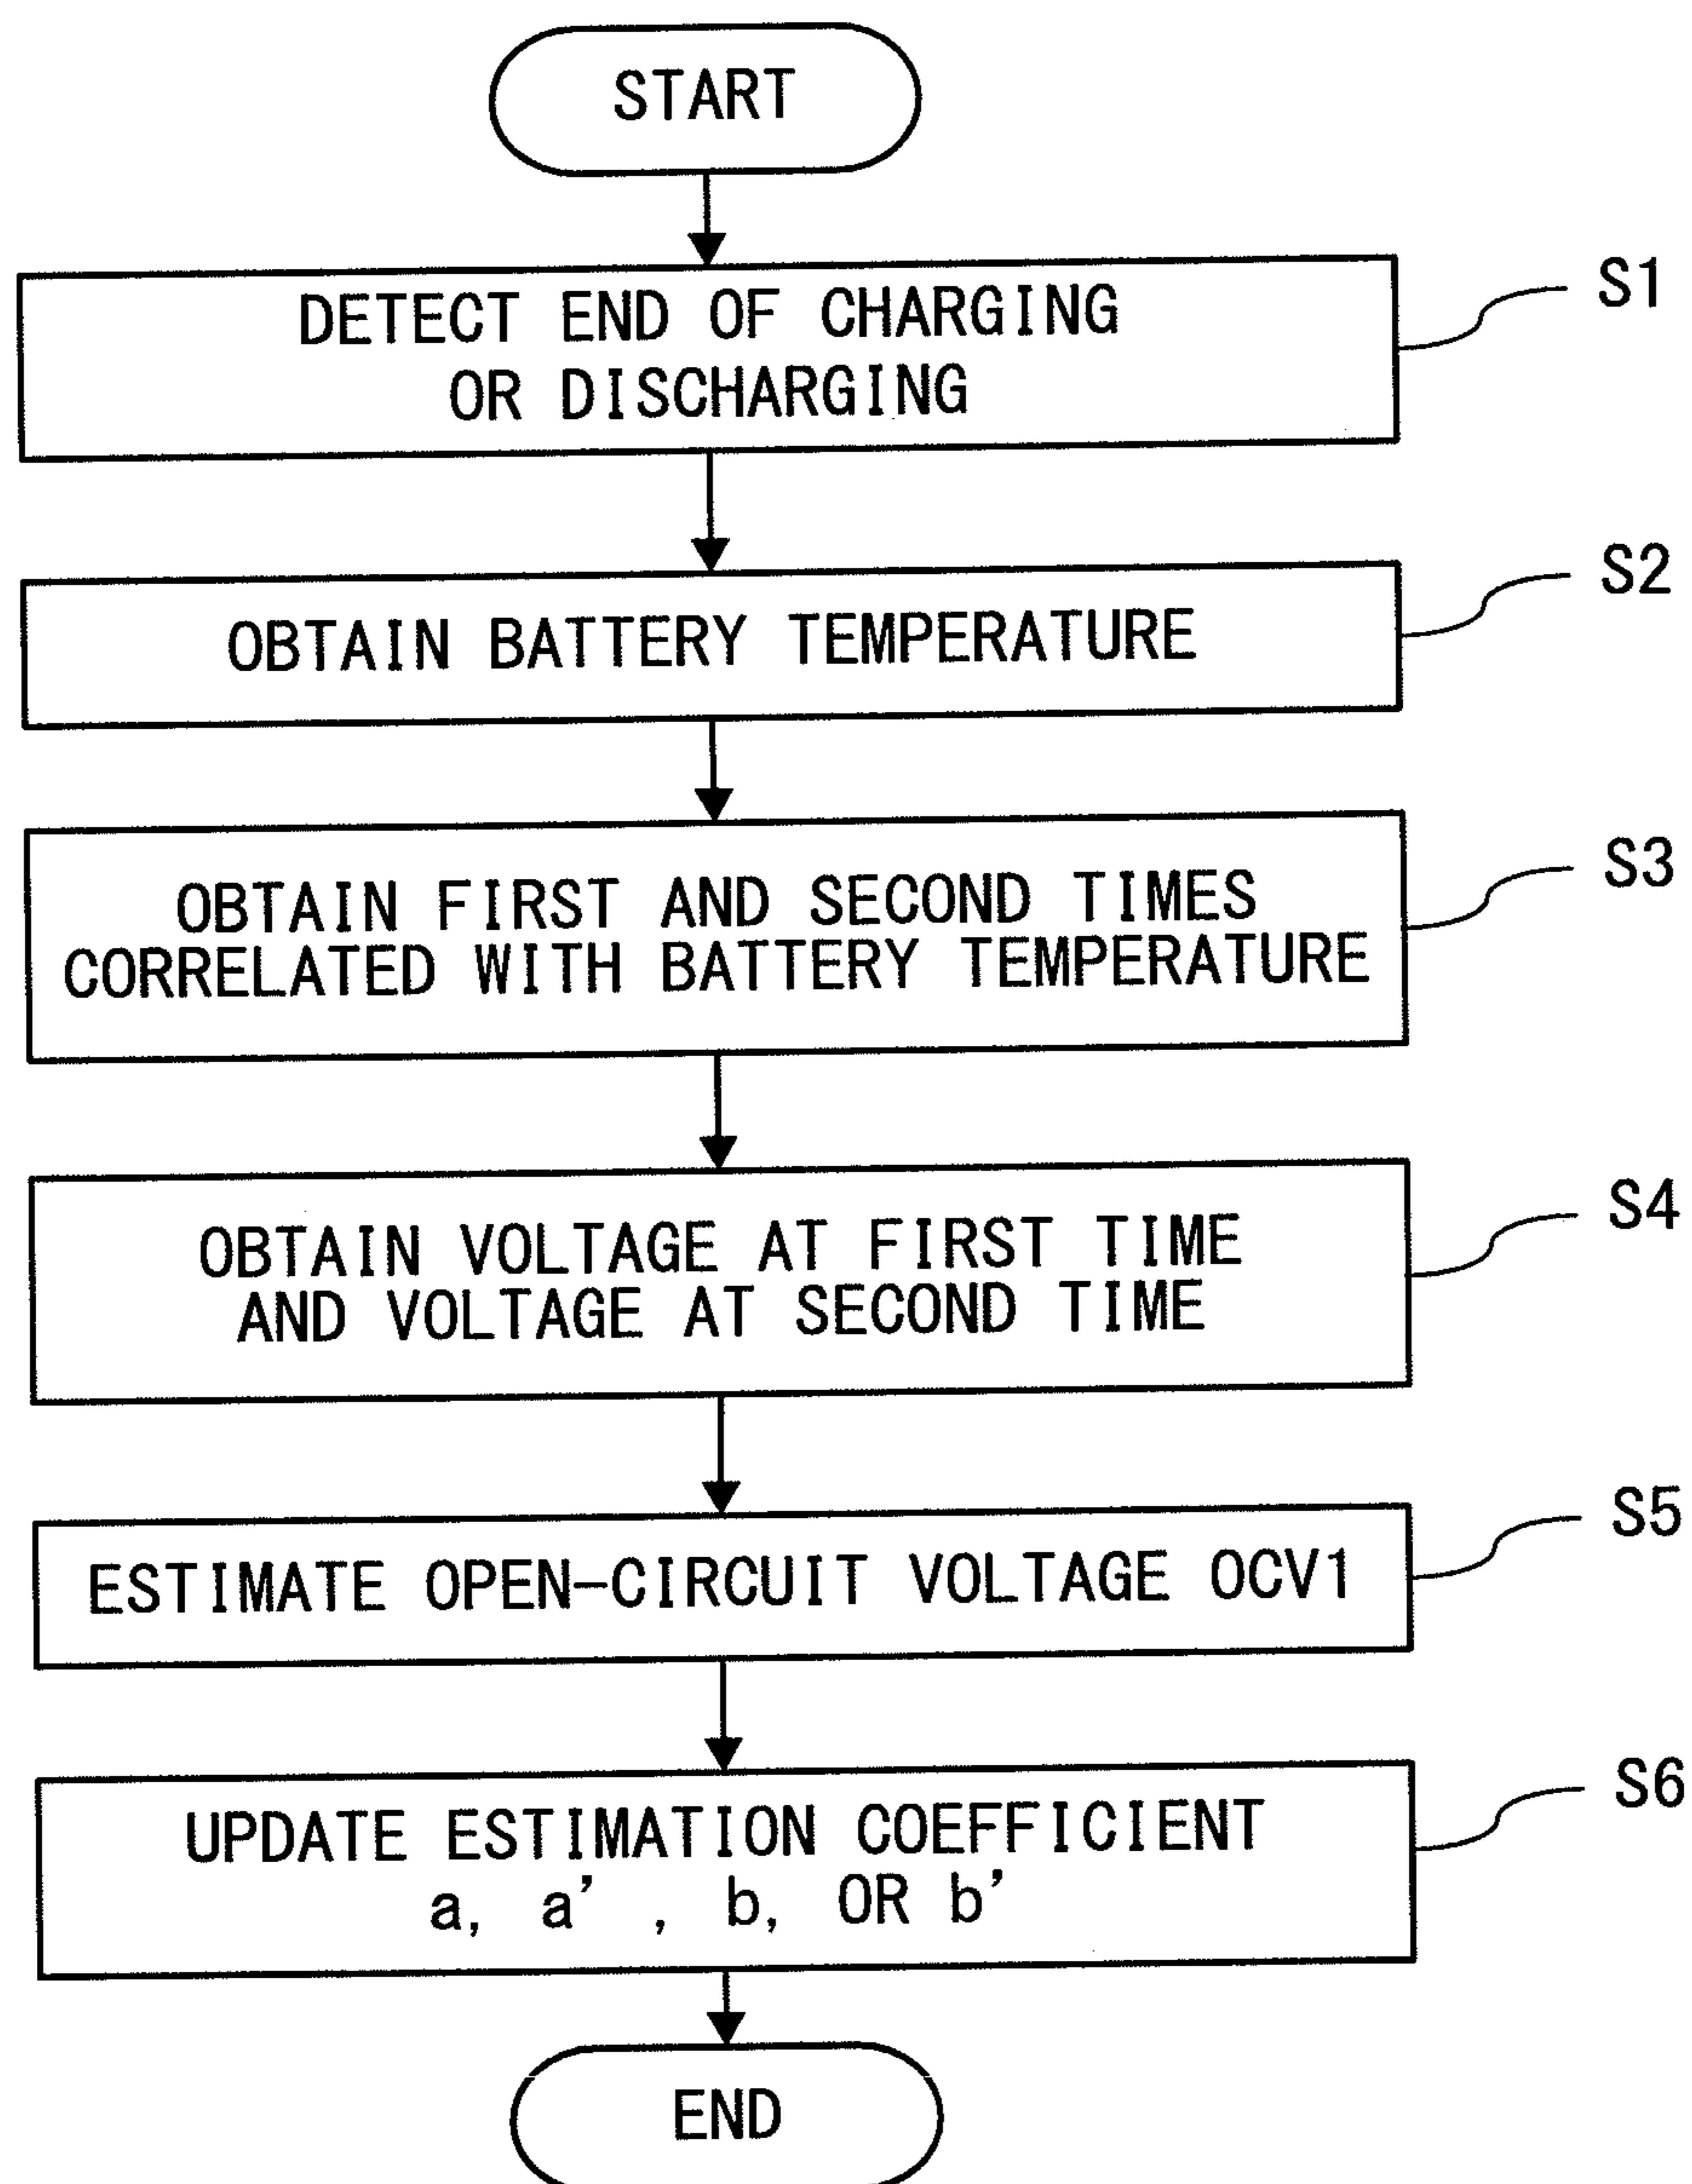 START
DETECT END OF CHARGING
OR DISCHARGING
S1
OBTAIN BATTERY TEMPERATURE
S2
OBTAIN FIRST AND SECOND TIMES
CORRELATED WITH BATTERY TEMPERATURE
S3
OBTAIN VOLTAGE AT FIRST TIME
AND VOLTAGE AT SECOND TIME
S4
ESTIMATE OPEN-CIRCUIT VOLTAGE OCV1
S5
UPDATE ESTIMATION COEFFICIENT
a, a' , b, OR b'
S6
END